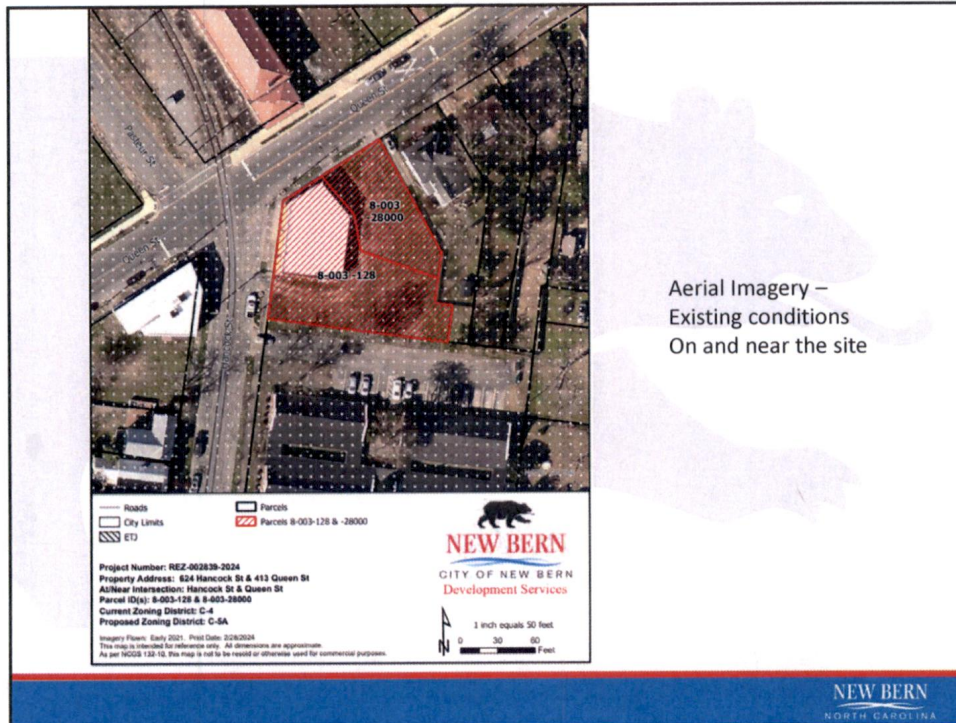 Queen St
Pasteur St
8-003
-28000
Queen St
8-003 -128
Aerial Imagery –
Existing conditions
On and near the site
Roads
City Limits
ETJ
Parcels
Parcels 8-003-128 & -28000
Project Number: REZ-002839-2024
Property Address: 624 Hancock St & 413 Queen St
At/Near Intersection: Hancock St & Queen St
Parcel ID(s): 8-003-128 & 8-003-28000
Current Zoning District: C-4
Proposed Zoning District: C-5A
Imagery Flown: Early 2021. Print Date: 2/28/2024
This map is intended for reference only. All dimensions are approximate.
As per NCGS 132-10, this map is not to be resold or otherwise used for commercial purposes.
NEW BERN
CITY OF NEW BERN
Development Services
1 inch equals 50 feet
N
0 30 60
Feet
NEW BERN
NORTH CAROLINA